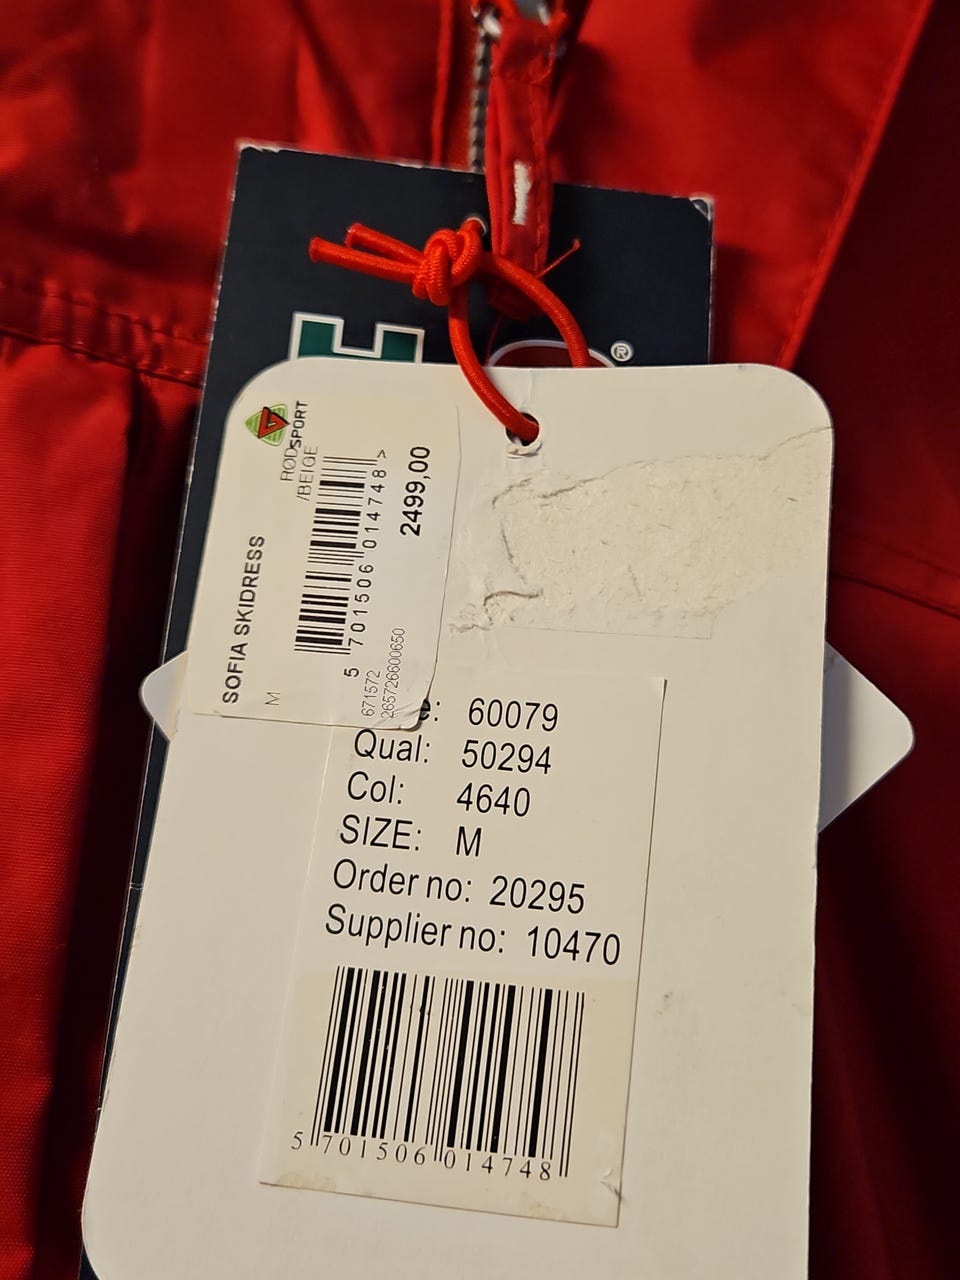 E
®
SPORT
RØD
/BEIGE
2499,00
5 701506 014748 >
SOFIA SKIDRESS
M
671572
265726600650
e: 60079
Qual: 50294
Col: 4640
SIZE: M
Order no: 20295
Supplier no: 10470
5 701506 014748